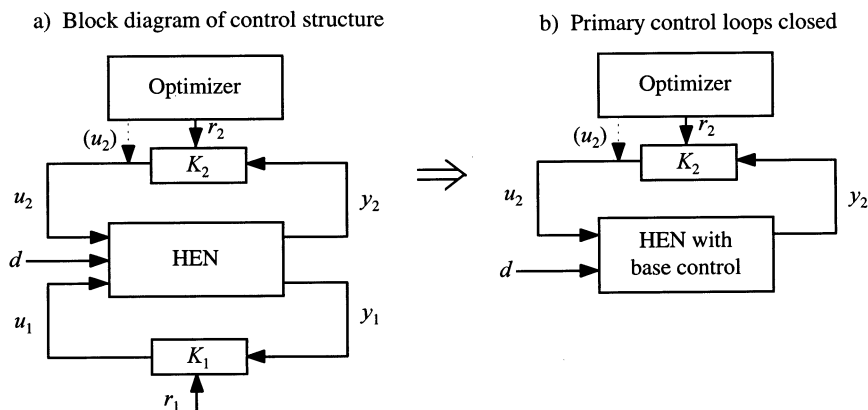 a) Block diagram of control structure
Optimizer
(u₂)
r₂
K₂
u₂
y₂
d
HEN
u₁
y₁
K₁
r₁
b) Primary control loops closed
Optimizer
(u₂)
r₂
K₂
u₂
y₂
HEN with
base control
d